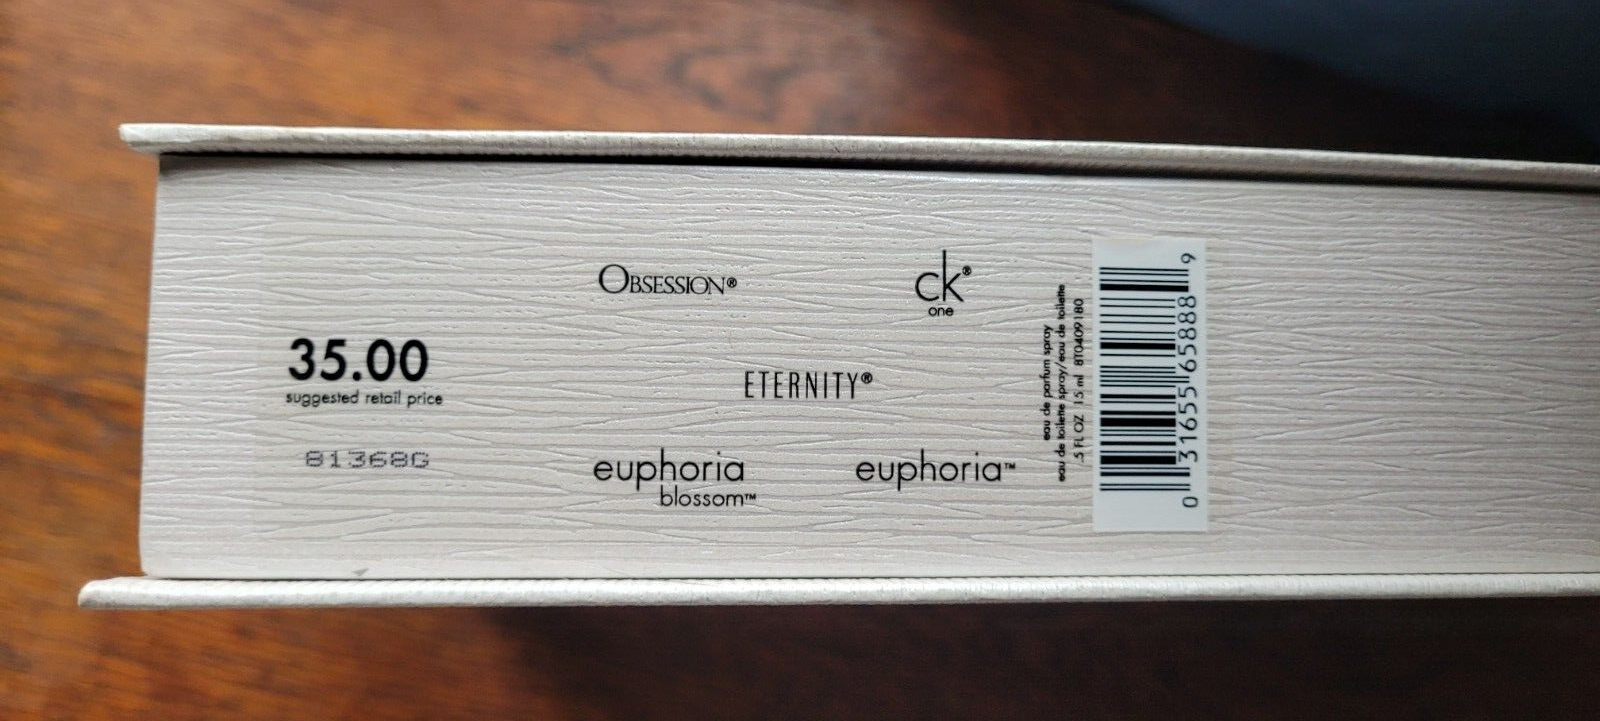 OBSESSION®
ck®
one
35.00
suggested retail price
ETERNITY®
81368G
euphoria
blossom™
euphoria™
eau de parfum spray
eau de toilette spray/eau de toilette
.5 FL OZ 15 ml 8T0409180
0 31655 65888 9